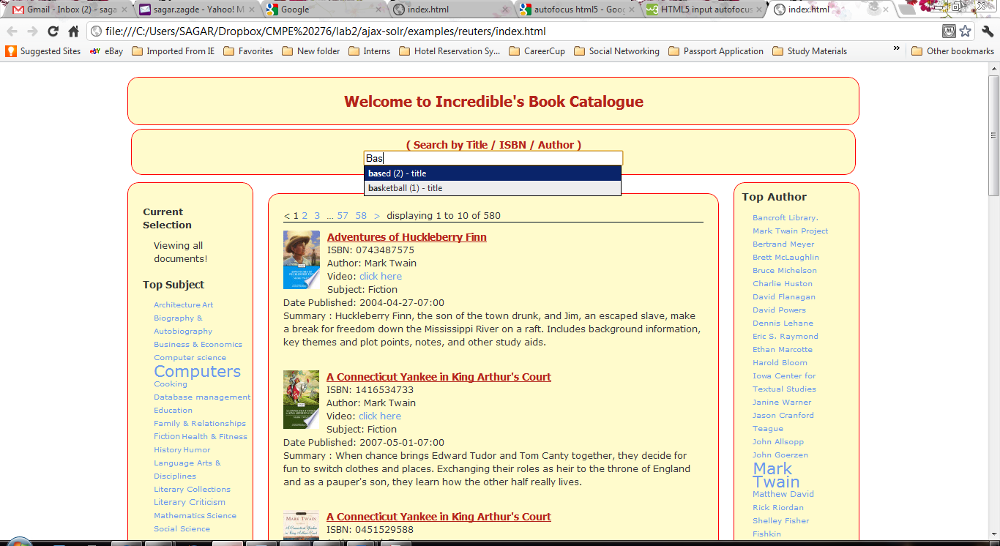 Gmail - Inbox (2) - saga
sagar.zagde - Yahoo! M
Google
index.html
autofocus html5 - Goog
HTML5 input autofocus
index.html
file:///C:/Users/SAGAR/Dropbox/CMPE%20276/lab2/ajax-solr/examples/reuters/index.html
Suggested Sites
eBay
Imported From IE
Favorites
New folder
Interns
Hotel Reservation Sy...
CareerCup
Social Networking
Passport Application
Study Materials
»
Other bookmarks
Welcome to Incredible's Book Catalogue
( Search by Title / ISBN / Author )
Bas
based (2) - title
basketball (1) - title
Current
Selection
Viewing all
documents!
Top Subject
Architecture Art
Biography &
Autobiography
Business & Economics
Computer science
Computers
Cooking
Database management
Education
Family & Relationships
Fiction Health & Fitness
History Humor
Language Arts &
Disciplines
Literary Collections
Literary Criticism
Mathematics Science
Social Science
< 1 2 3 ... 57 58 > displaying 1 to 10 of 580
Adventures of Huckleberry Finn
ISBN: 0743487575
Author: Mark Twain
Video: click here
Subject: Fiction
Date Published: 2004-04-27-07:00
Summary : Huckleberry Finn, the son of the town drunk, and Jim, an escaped slave, make
a break for freedom down the Mississippi River on a raft. Includes background information,
key themes and plot points, notes, and other study aids.
A Connecticut Yankee in King Arthur's Court
ISBN: 1416534733
Author: Mark Twain
Video: click here
Subject: Fiction
Date Published: 2007-05-01-07:00
Summary : When chance brings Edward Tudor and Tom Canty together, they decide for
fun to switch clothes and places. Exchanging their roles as heir to the throne of England
and as a pauper's son, they learn how the other half really lives.
MARK TWAIN
A Connecticut Yankee in King Arthur's Court
ISBN: 0451529588
Top Author
Bancroft Library.
Mark Twain Project
Bertrand Meyer
Brett McLaughlin
Bruce Michelson
Charlie Huston
David Flanagan
David Powers
Dennis Lehane
Eric S. Raymond
Ethan Marcotte
Harold Bloom
Iowa Center for
Textual Studies
Janine Warner
Jason Cranford
Teague
John Allsopp
John Goerzen
Mark
Twain
Matthew David
Rick Riordan
Shelley Fisher
Fishkin